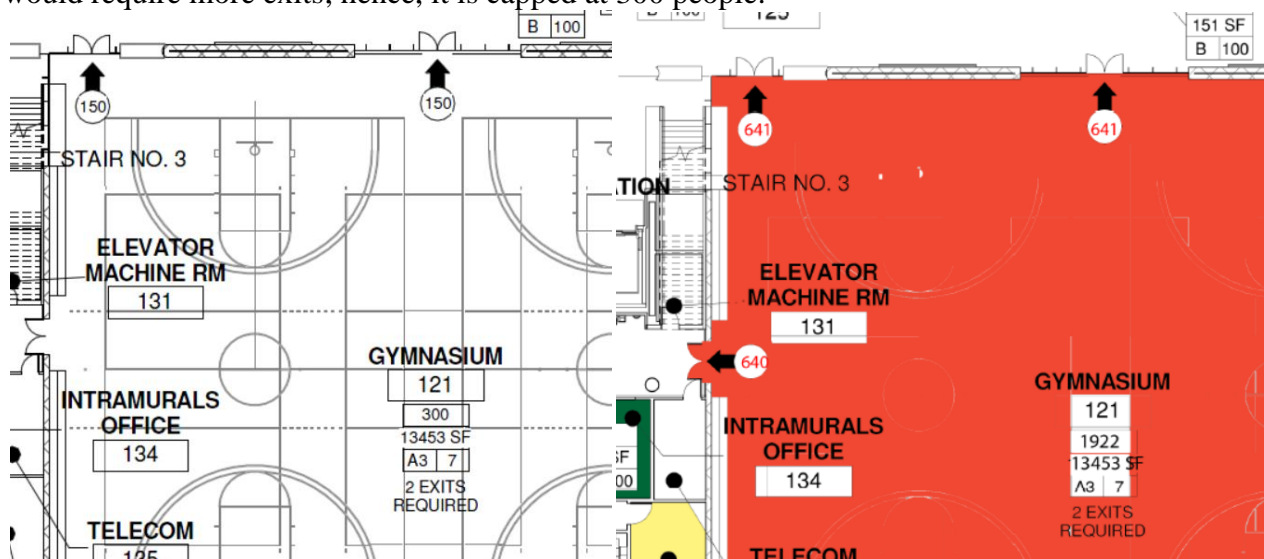 would require more exits; hence, it is capped at 300 people.
B 100
150
150
STAIR NO. 3
ELEVATOR
MACHINE RM
131
GYMNASIUM
121
300
13453 SF
A3 7
2 EXITS
REQUIRED
INTRAMURALS
OFFICE
134
TELECOM
B 100
125
151 SF
B 100
641
641
STAIR NO. 3
ELEVATOR
MACHINE RM
131
640
GYMNASIUM
121
1922
13453 SF
A3 7
2 EXITS
REQUIRED
INTRAMURALS
OFFICE
134
TELECOM